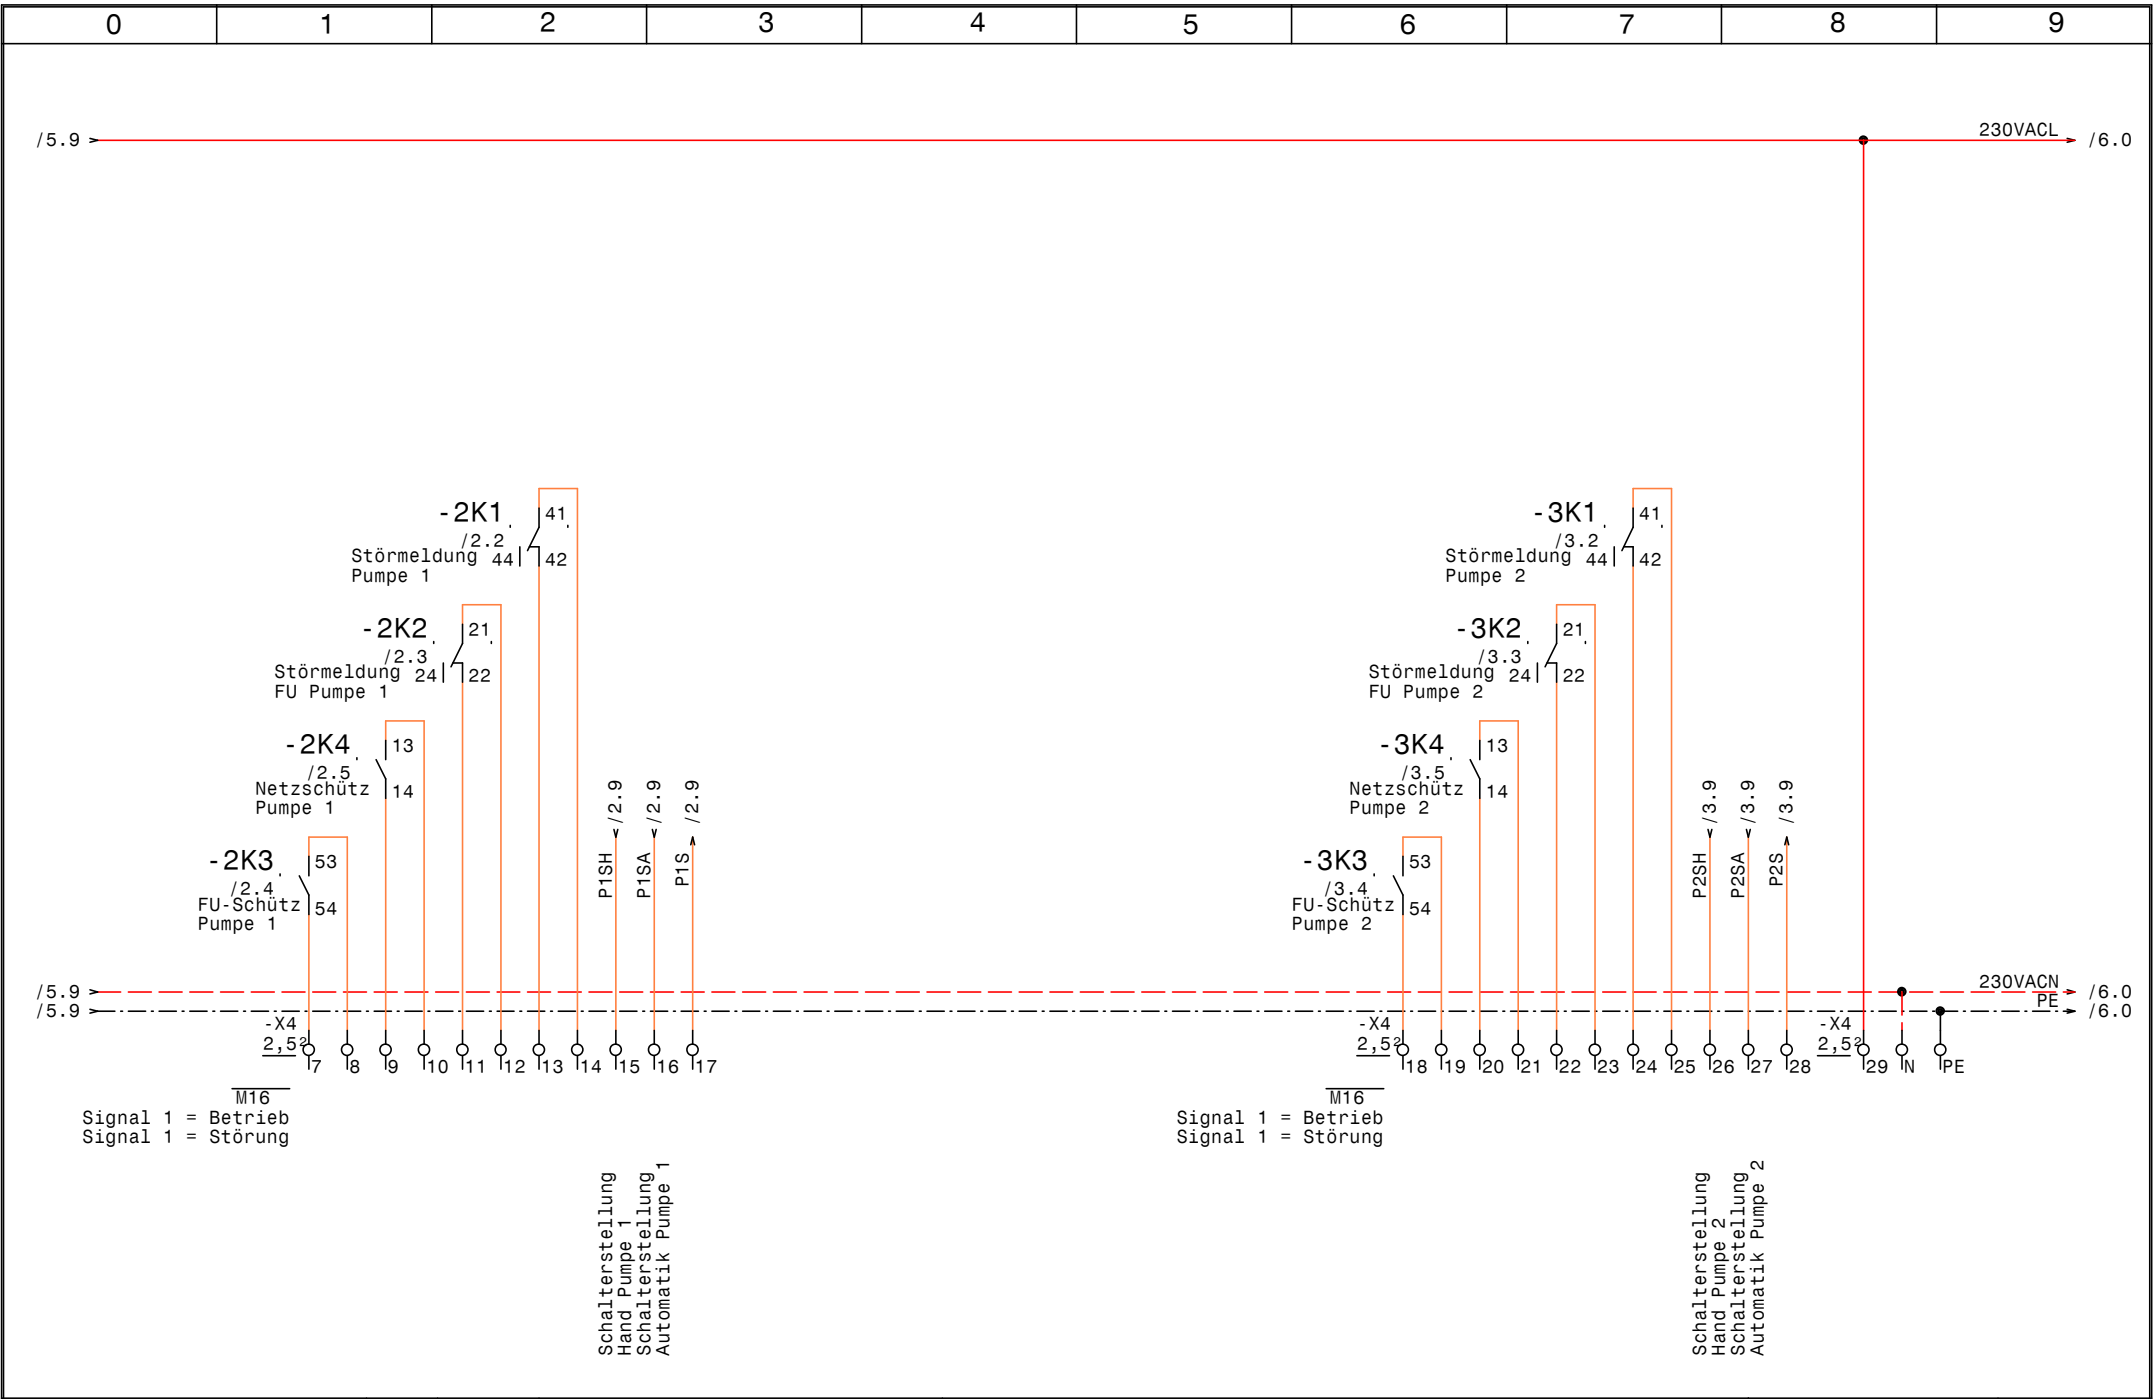 0 1 2 3 4 5 6 7 8 9
/5.9 230VACL /6.0
-2K1 41
/2.2
Störmeldung 44 42
Pumpe 1
-2K2 21
/2.3
Störmeldung 24 22
FU Pumpe 1
-2K4 13
/2.5
Netzschütz 14
Pumpe 1
-2K3 53
/2.4
FU-Schütz 54
Pumpe 1
P1SH /2.9
P1SA /2.9
P1S /2.9
-3K1 41
/3.2
Störmeldung 44 42
Pumpe 2
-3K2 21
/3.3
Störmeldung 24 22
FU Pumpe 2
-3K4 13
/3.5
Netzschütz 14
Pumpe 2
-3K3 53
/3.4
FU-Schütz 54
Pumpe 2
P2SH /3.9
P2SA /3.9
P2S /3.9
/5.9 230VACN /6.0
/5.9 PE /6.0
-X4
2,5² 7 8 9 10 11 12 13 14 15 16 17
-X4
2,5² 18 19 20 21 22 23 24 25 26 27 28
-X4
2,5² 29 N PE
M16
Signal 1 = Betrieb
Signal 1 = Störung
M16
Signal 1 = Betrieb
Signal 1 = Störung
Schalterstellung
Hand Pumpe 1
Schalterstellung
Automatik Pumpe 1
Schalterstellung
Hand Pumpe 2
Schalterstellung
Automatik Pumpe 2